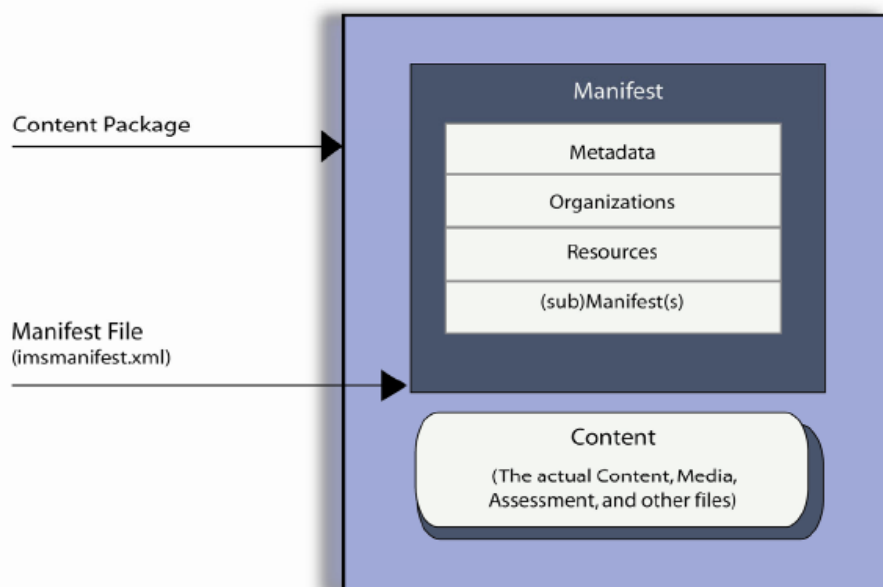 Manifest
Content Package
Metadata
Organizations
Resources
(sub)Manifest(s)
Manifest File
(imsmanifest.xml)
Content
(The actual Content, Media,
Assessment, and other files)